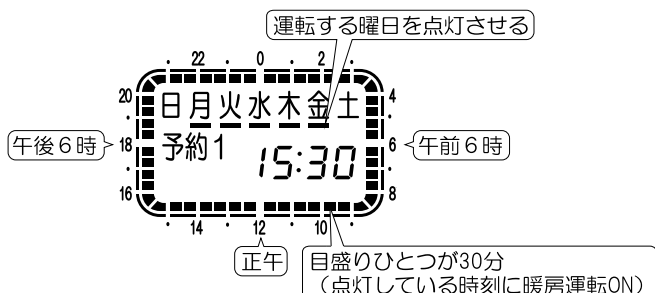 運転する曜日を点灯させる
22 0 2
20 日月火水木金土 4
午後6時 18 予約1 15:30 6 午前6時
16 8
14 12 10
正午
目盛りひとつが30分
（点灯している時刻に暖房運転ON）